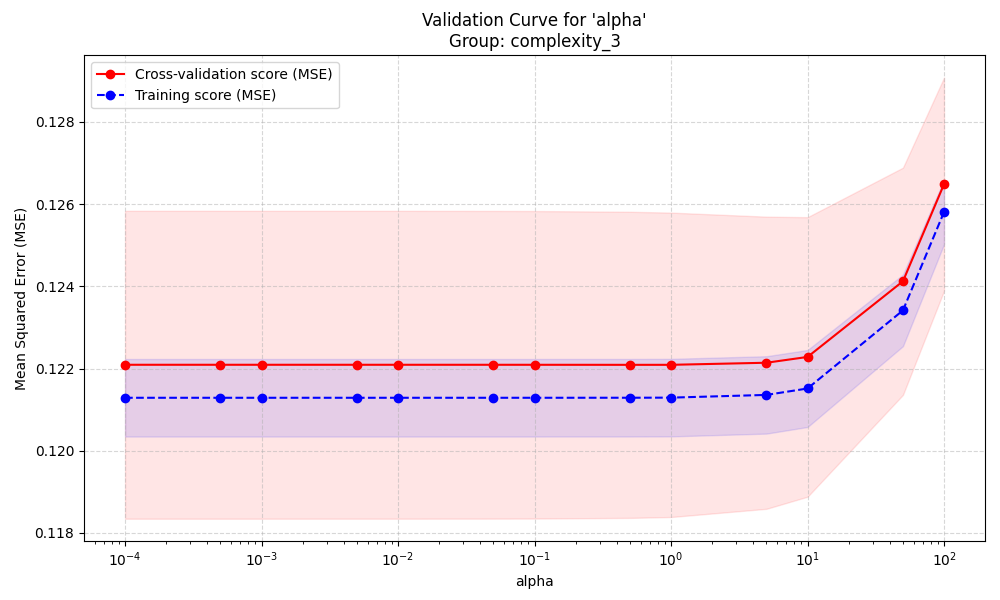 Validation Curve for 'alpha'
Group: complexity_3
Cross-validation score (MSE)
Training score (MSE)
Mean Squared Error (MSE)
0.128
0.126
0.124
0.122
0.120
0.118
10⁻⁴
10⁻³
10⁻²
10⁻¹
10⁰
10¹
10²
alpha